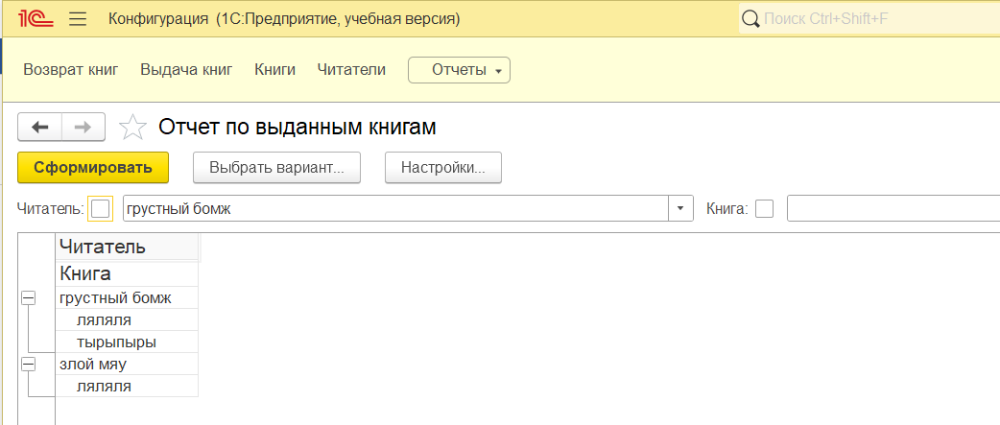 1С Конфигурация (1С:Предприятие, учебная версия) Поиск Ctrl+Shift+F
Возврат книг Выдача книг Книги Читатели Отчеты
Отчет по выданным книгам
Сформировать Выбрать вариант... Настройки...
Читатель: грустный бомж Книга:
Читатель
Книга
грустный бомж
ляляля
тырыпыры
злой мяу
ляляля